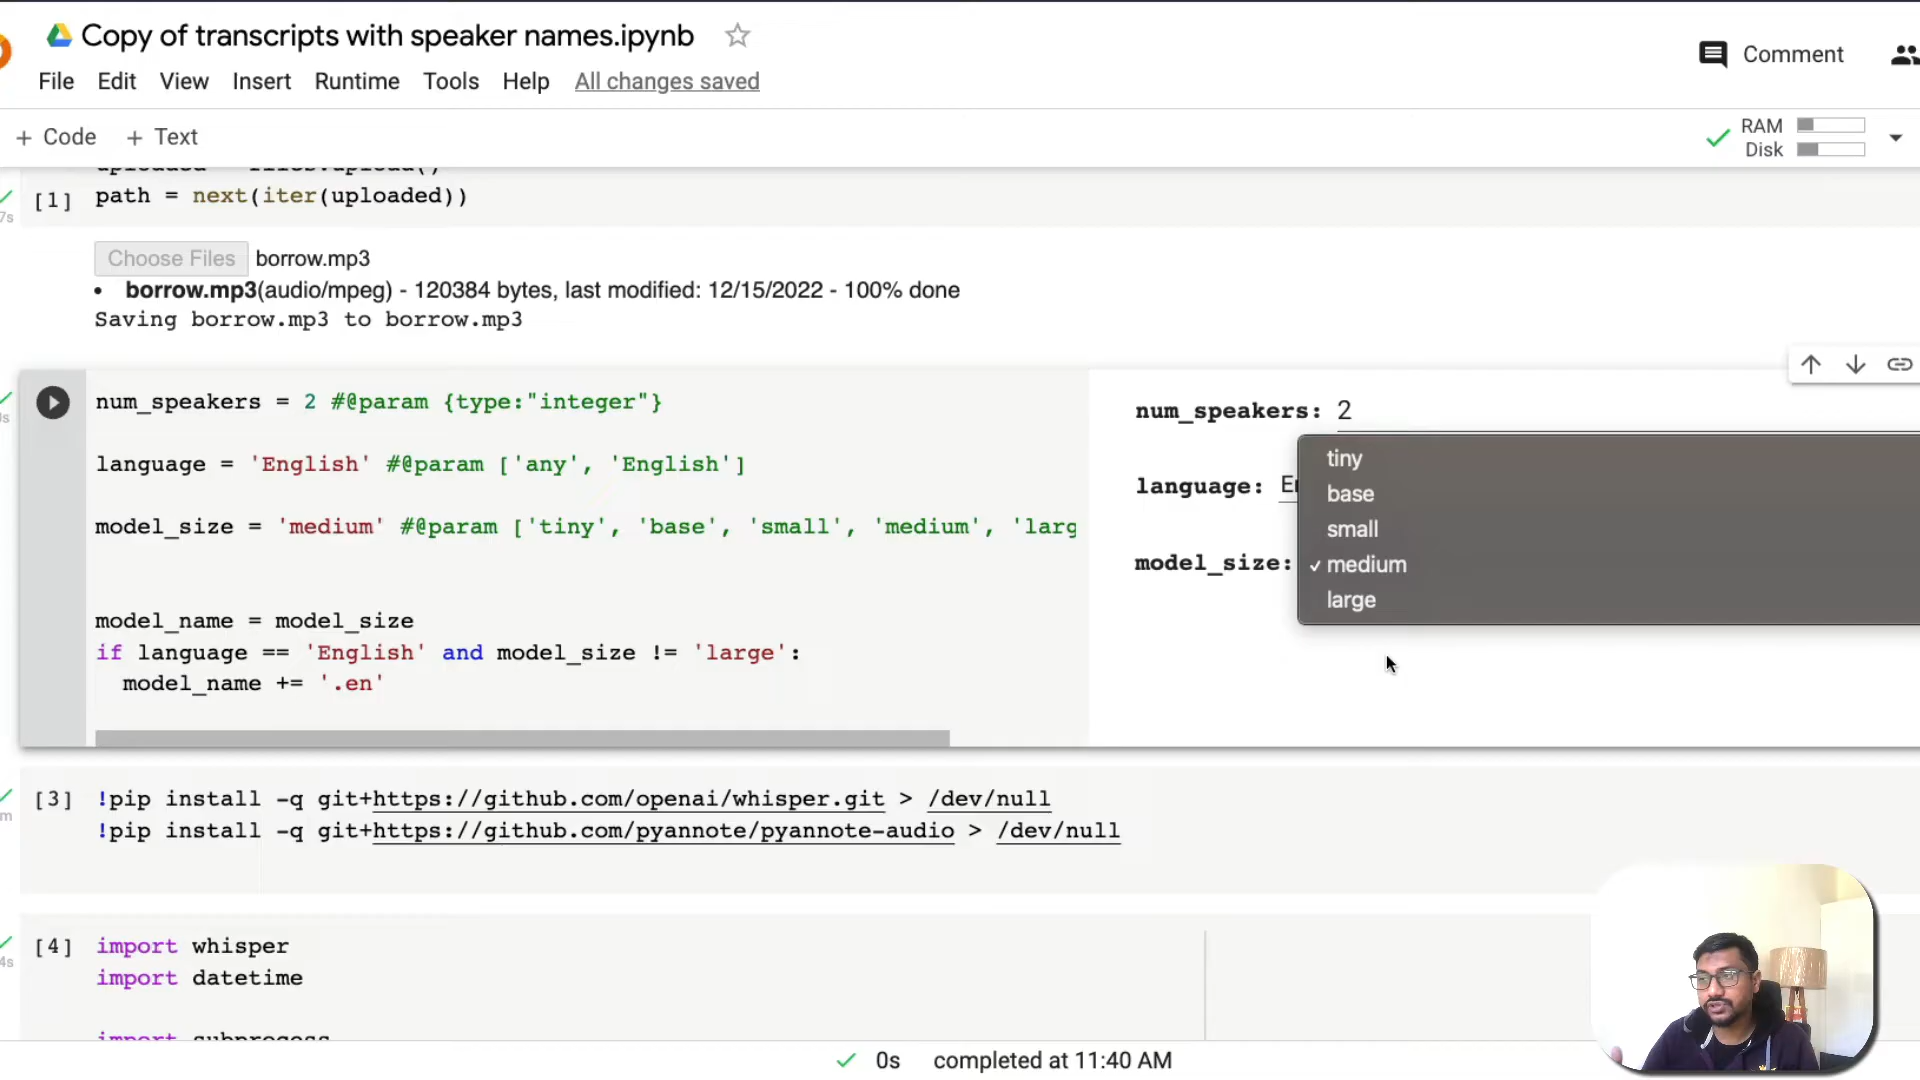 Copy of transcripts with speaker names.ipynb
Comment
File Edit View Insert Runtime Tools Help All changes saved
+ Code + Text
RAM
Disk
[1]
path = next(iter(uploaded))
7s
Choose Files borrow.mp3
• borrow.mp3(audio/mpeg) - 120384 bytes, last modified: 12/15/2022 - 100% done
Saving borrow.mp3 to borrow.mp3
num_speakers = 2 #@param {type:"integer"}
language = 'English' #@param ['any', 'English']
model_size = 'medium' #@param ['tiny', 'base', 'small', 'medium', 'larg
model_name = model_size
if language == 'English' and model_size != 'large':
model_name += '.en'
num_speakers: 2
language: En
model_size:
tiny
base
small
✓ medium
large
[3] !pip install -q git+https://github.com/openai/whisper.git > /dev/null
!pip install -q git+https://github.com/pyannote/pyannote-audio > /dev/null
[4] import whisper
4s
import datetime
import subprocess
0s completed at 11:40 AM